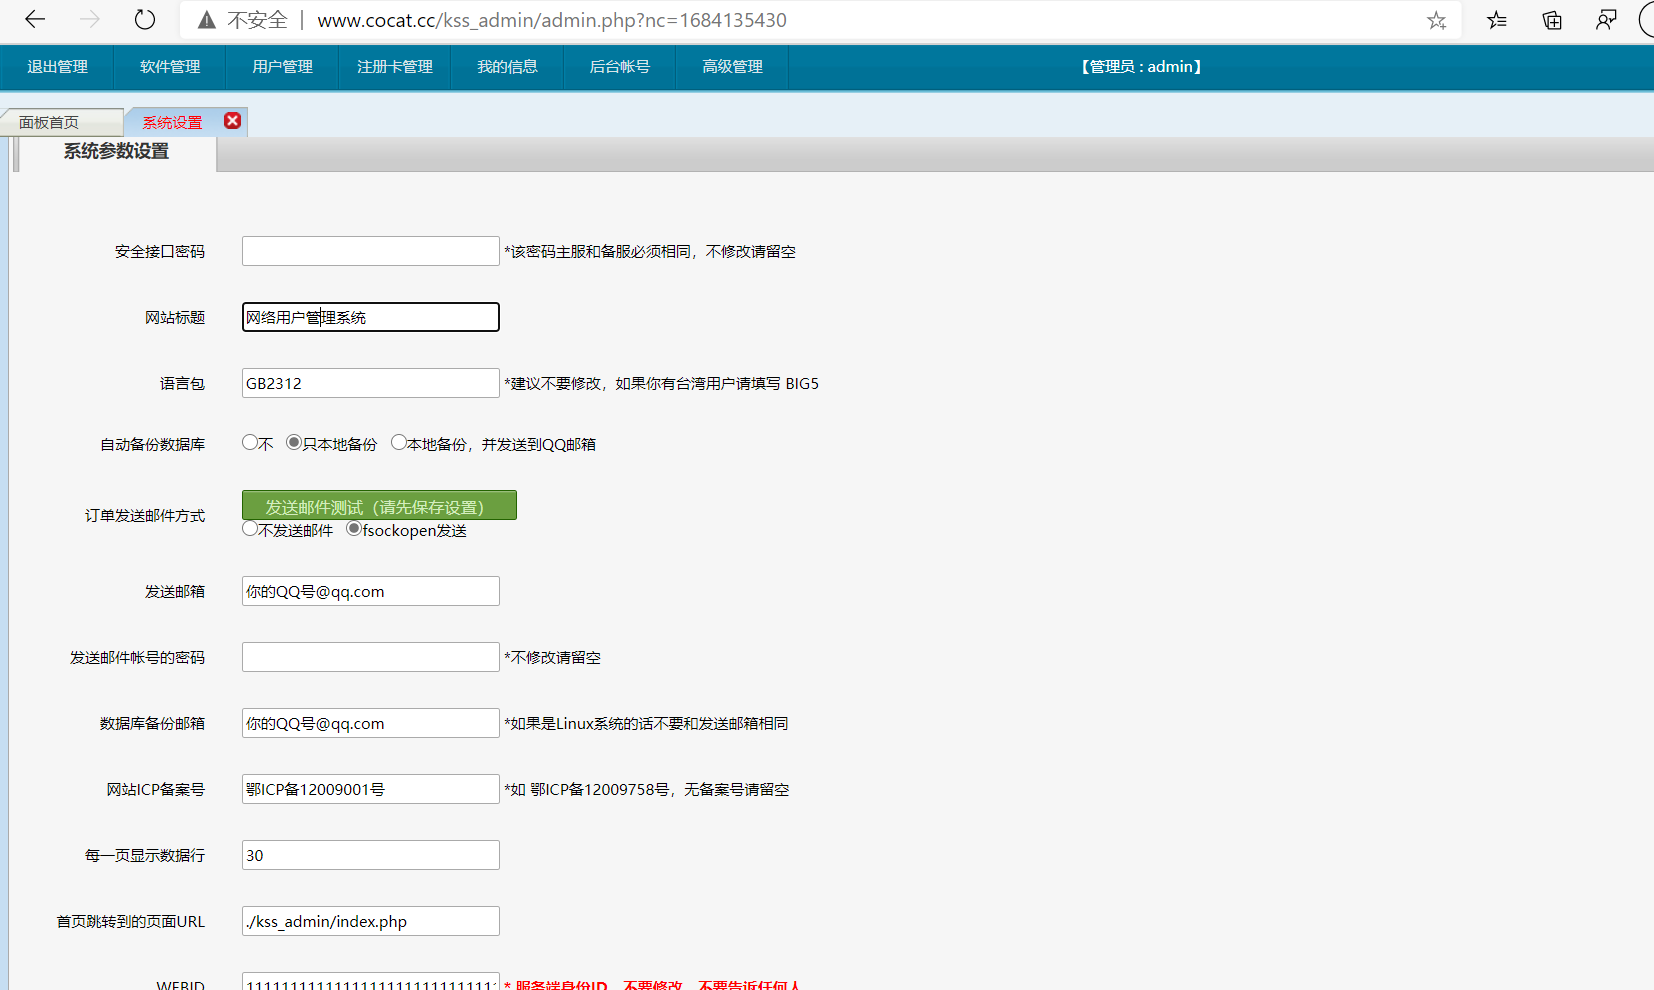 不安全 | www.cocat.cc/kss_admin/admin.php?nc=1684135430
退出管理 软件管理 用户管理 注册卡管理 我的信息 后台帐号 高级管理 【管理员 : admin】
面板首页 系统设置
系统参数设置
安全接口密码 *该密码主服和备服必须相同，不修改请留空
网站标题 网络用户管理系统
语言包 GB2312 *建议不要修改，如果你有台湾用户请填写 BIG5
自动备份数据库 不 只本地备份 本地备份，并发送到QQ邮箱
发送邮件测试（请先保存设置）
订单发送邮件方式
不发送邮件 fsockopen发送
发送邮箱 你的QQ号@qq.com
发送邮件帐号的密码 *不修改请留空
数据库备份邮箱 你的QQ号@qq.com *如果是Linux系统的话不要和发送邮箱相同
网站ICP备案号 鄂ICP备12009001号 *如 鄂ICP备12009758号，无备案号请留空
每一页显示数据行 30
首页跳转到的页面URL ./kss_admin/index.php
WEBID * 服务端身份ID，不要修改，不要告诉任何人